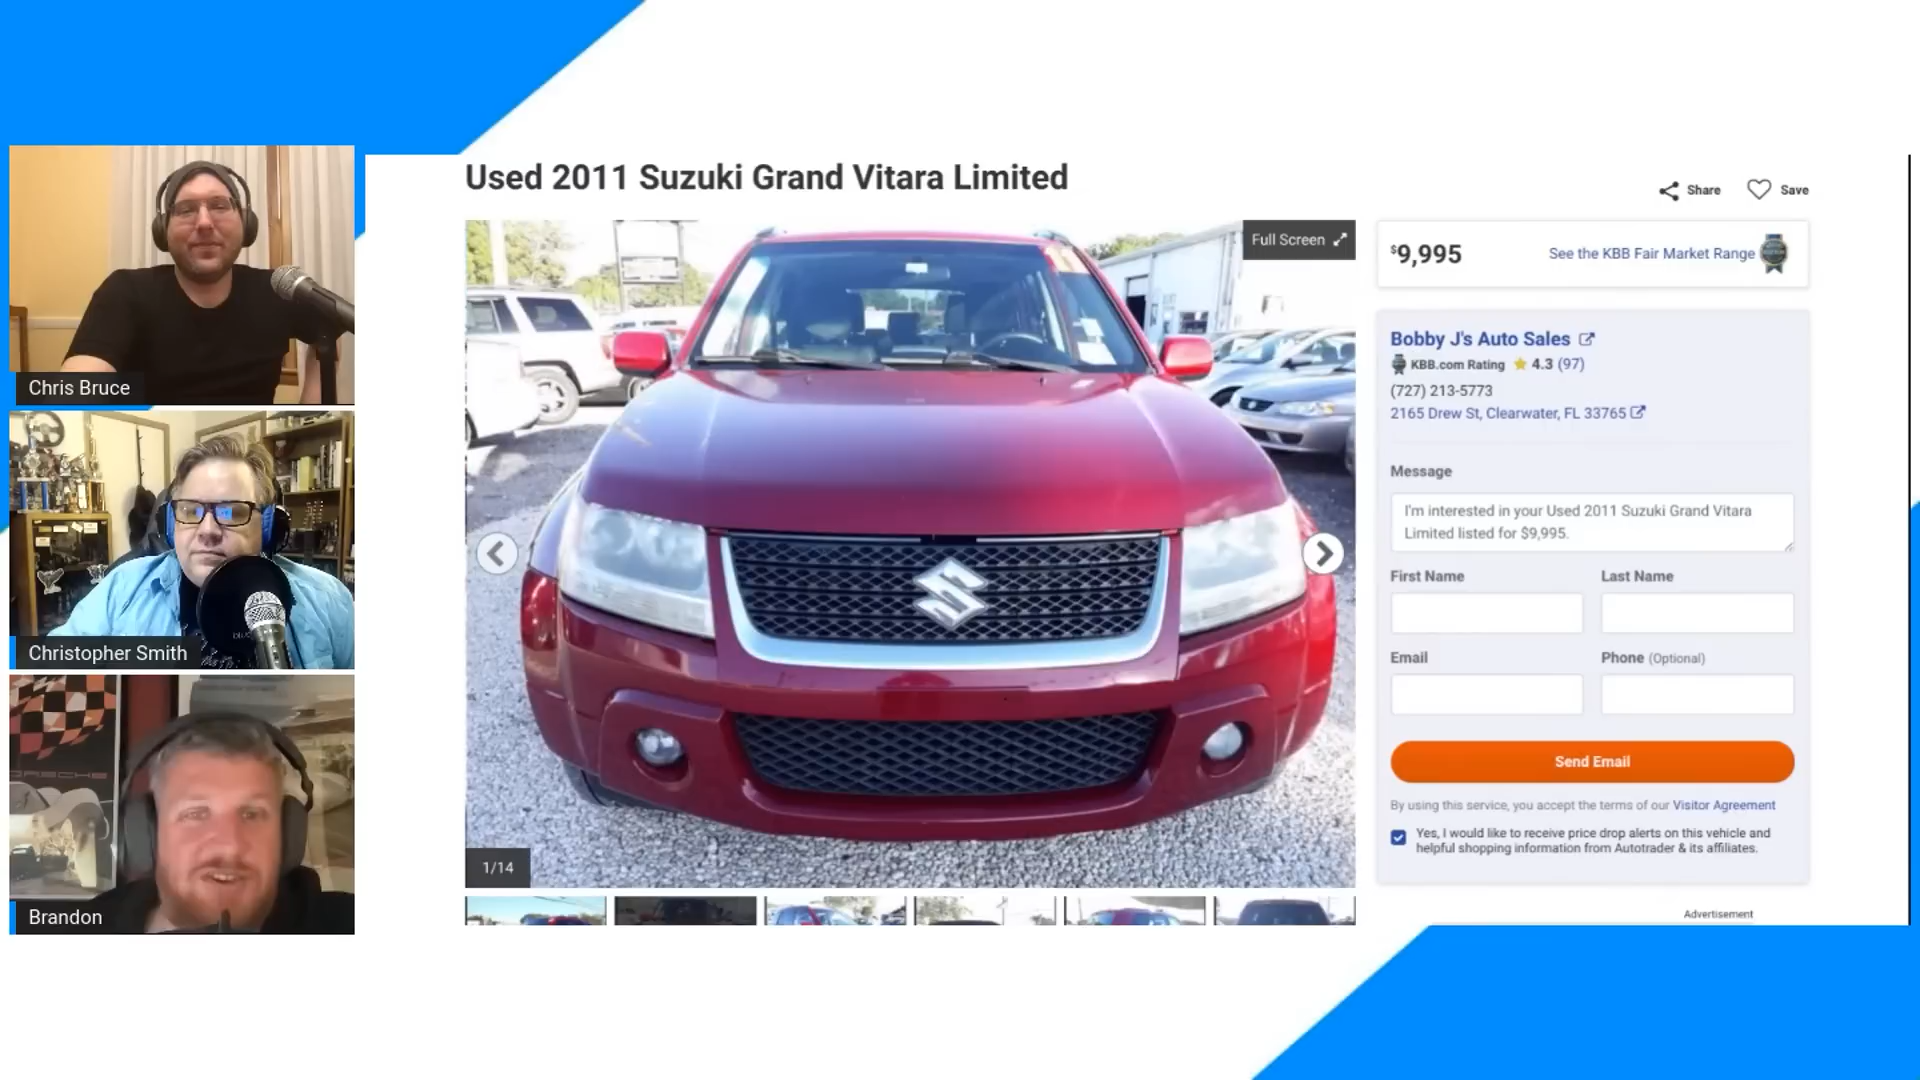 Used 2011 Suzuki Grand Vitara Limited
Share
Save
Full Screen
$9,995
See the KBB Fair Market Range
Bobby J's Auto Sales
KBB.com Rating 4.3 (97)
(727) 213-5773
2165 Drew St, Clearwater, FL 33765
Message
I'm interested in your Used 2011 Suzuki Grand Vitara
Limited listed for $9,995.
First Name
Last Name
Email
Phone (Optional)
Send Email
By using this service, you accept the terms of our Visitor Agreement
Yes, I would like to receive price drop alerts on this vehicle and
helpful shopping information from Autotrader & its affiliates.
Advertisement
1/14
Chris Bruce
Christopher Smith
Brandon